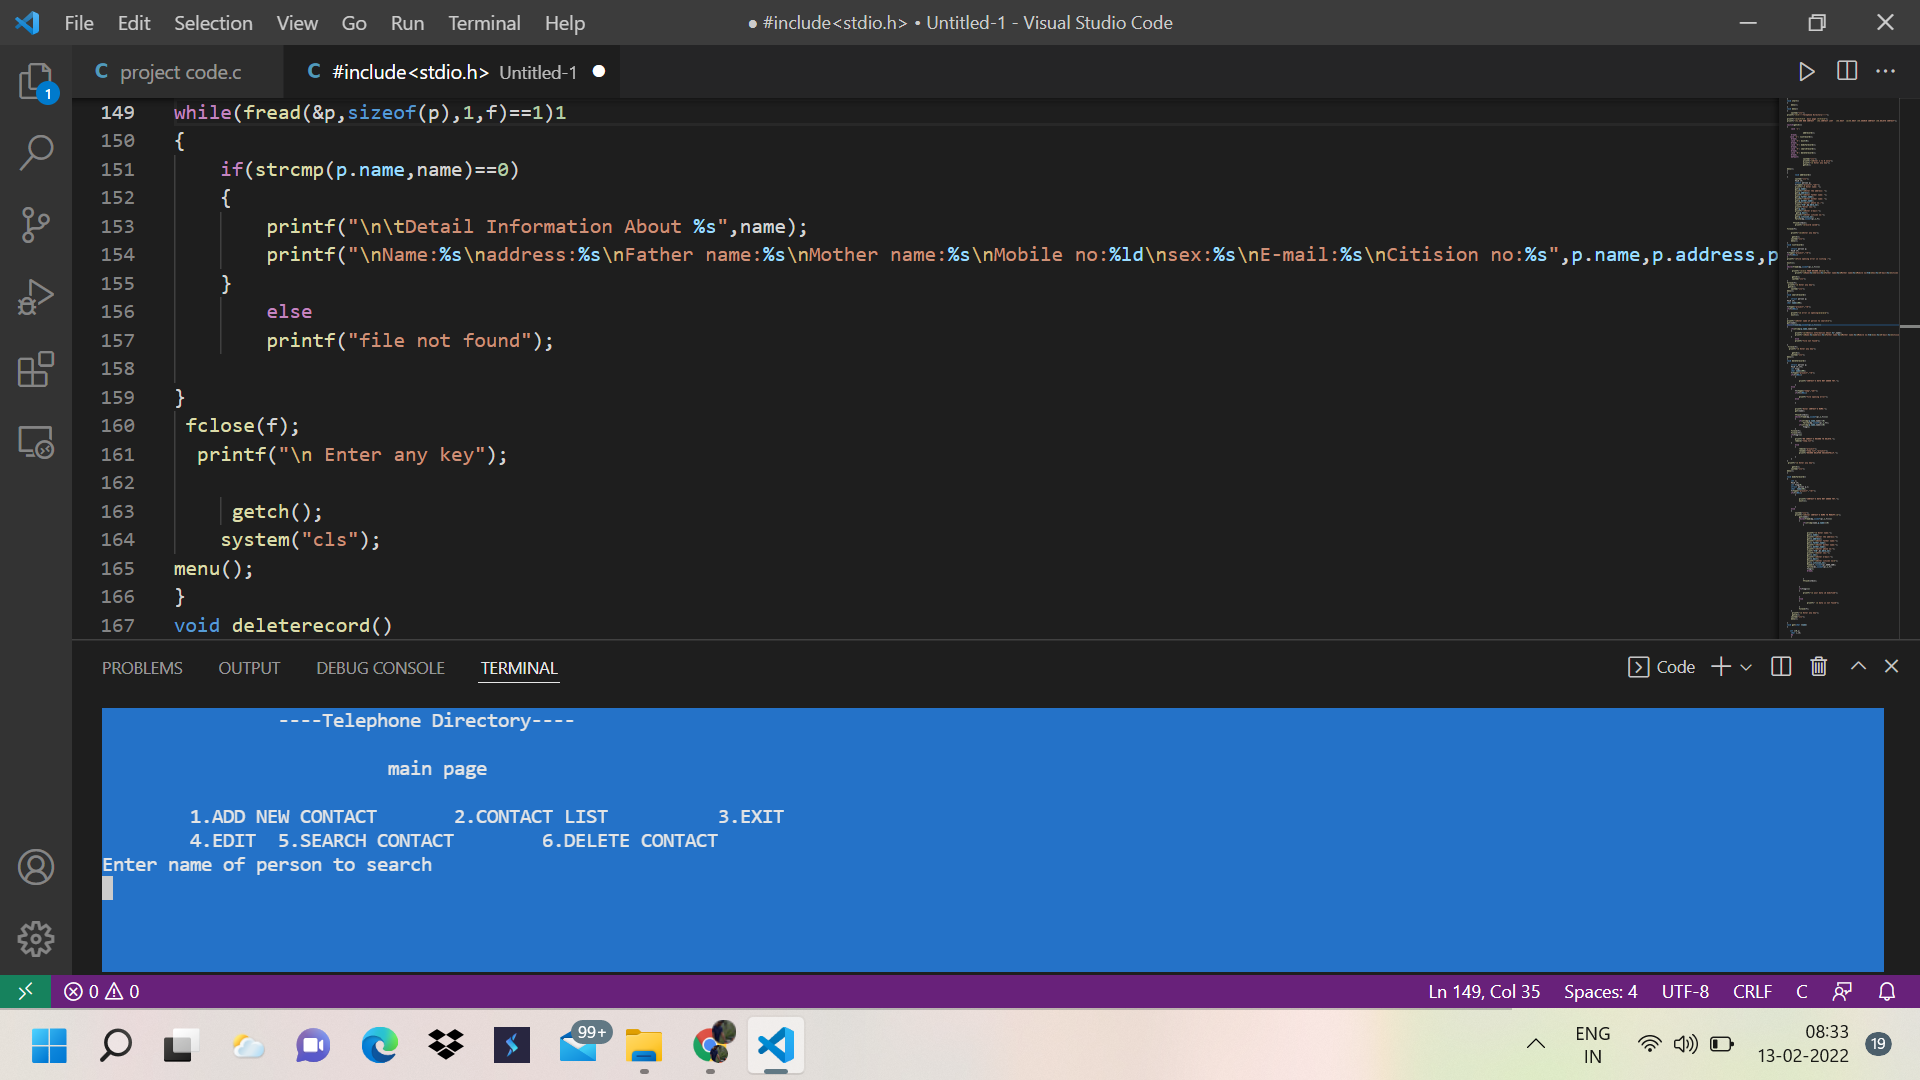 File Edit Selection View Go Run Terminal Help
● #include<stdio.h> • Untitled-1 - Visual Studio Code
1
C project code.c
C #include<stdio.h> Untitled-1
149 while(fread(&p,sizeof(p),1,f)==1)1
150 {
151 if(strcmp(p.name,name)==0)
152 {
153 printf("\n\tDetail Information About %s",name);
154 printf("\nName:%s\naddress:%s\nFather name:%s\nMother name:%s\nMobile no:%ld\nsex:%s\nE-mail:%s\nCitision no:%s",p.name,p.address,p
155 }
156 else
157 printf("file not found");
158
159 }
160 fclose(f);
161 printf("\n Enter any key");
162
163 getch();
164 system("cls");
165 menu();
166 }
167 void deleterecord()
PROBLEMS OUTPUT DEBUG CONSOLE TERMINAL
Code
----Telephone Directory----
main page
1.ADD NEW CONTACT 2.CONTACT LIST 3.EXIT
4.EDIT 5.SEARCH CONTACT 6.DELETE CONTACT
Enter name of person to search
0 0
Ln 149, Col 35 Spaces: 4 UTF-8 CRLF C
99+
ENG
IN
08:33
13-02-2022
19